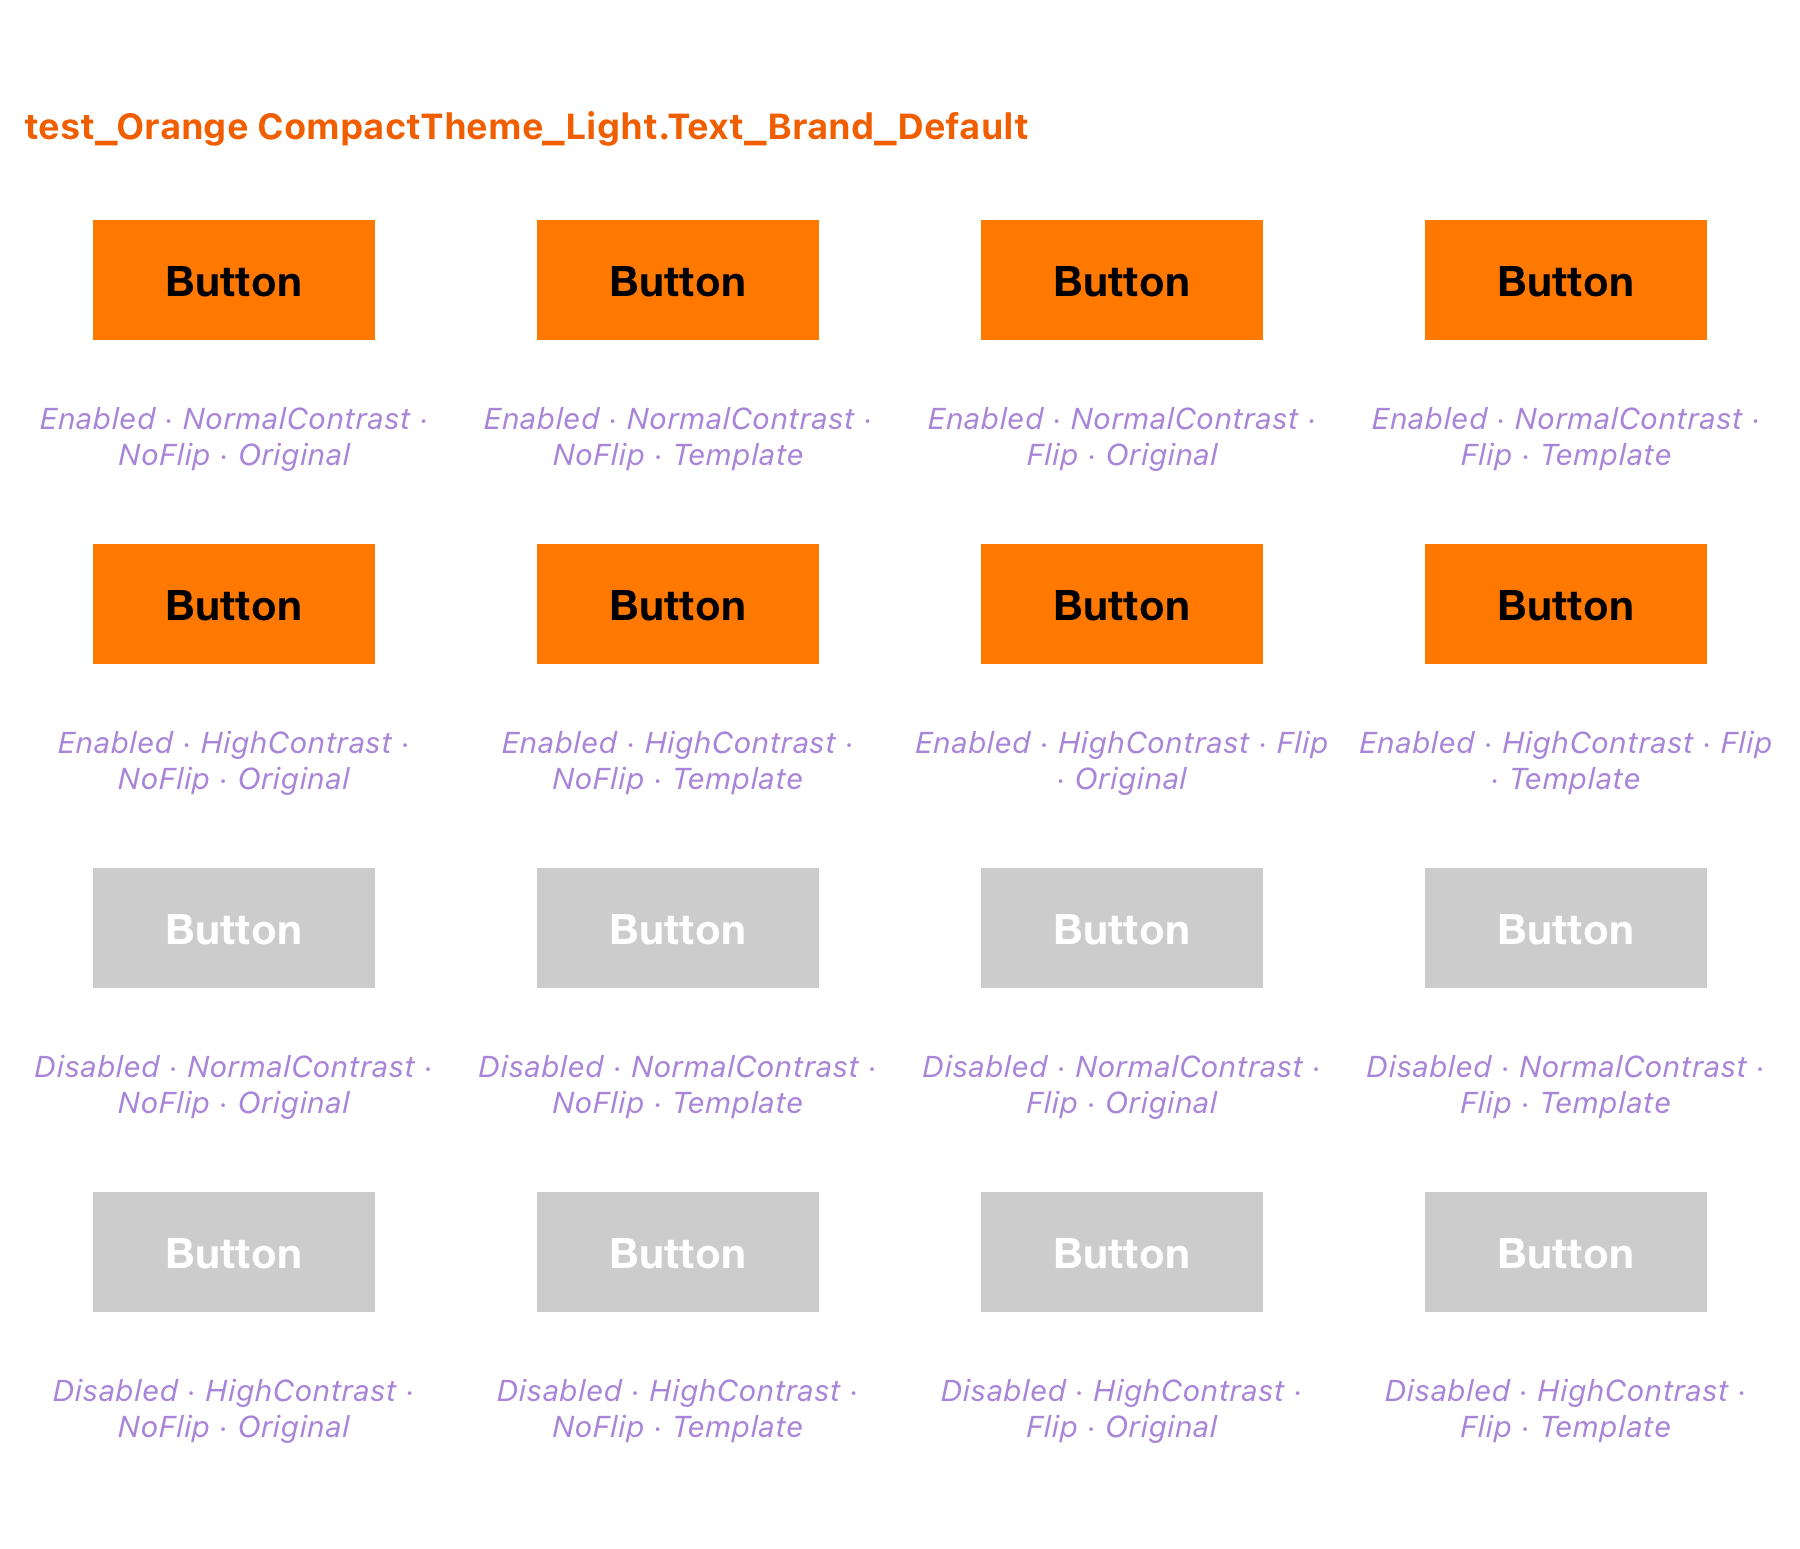 test_Orange CompactTheme_Light.Text_Brand_Default
Button Button Button Button
Enabled · NormalContrast · Enabled · NormalContrast · Enabled · NormalContrast · Enabled · NormalContrast ·
NoFlip · Original NoFlip · Template Flip · Original Flip · Template
Button Button Button Button
Enabled · HighContrast · Enabled · HighContrast · Enabled · HighContrast · Flip Enabled · HighContrast · Flip
NoFlip · Original NoFlip · Template · Original · Template
Button Button Button Button
Disabled · NormalContrast · Disabled · NormalContrast · Disabled · NormalContrast · Disabled · NormalContrast ·
NoFlip · Original NoFlip · Template Flip · Original Flip · Template
Button Button Button Button
Disabled · HighContrast · Disabled · HighContrast · Disabled · HighContrast · Disabled · HighContrast ·
NoFlip · Original NoFlip · Template Flip · Original Flip · Template